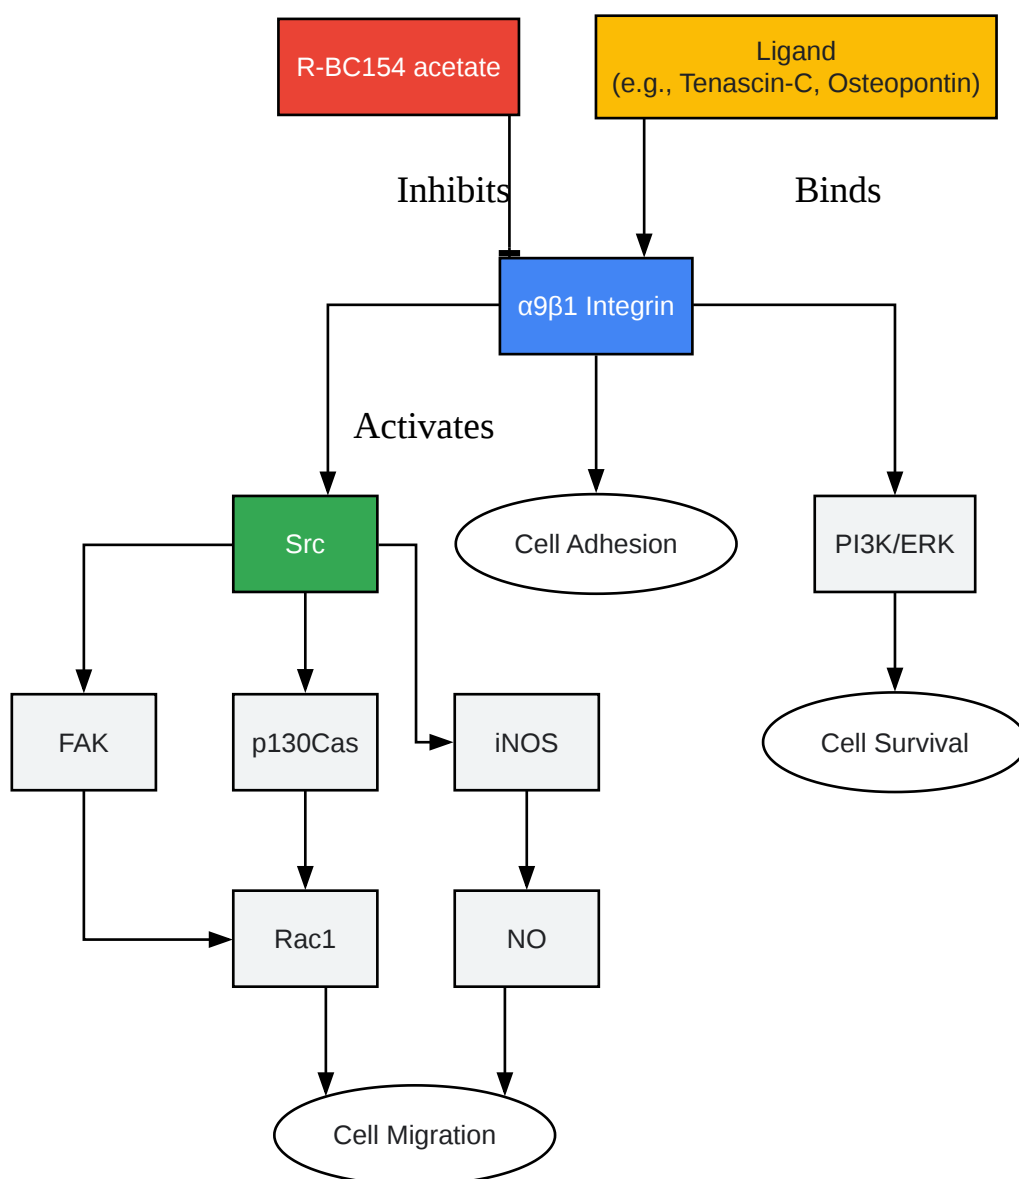 R-BC154 acetate
Ligand
(e.g., Tenascin-C, Osteopontin)
Inhibits
Binds
α9β1 Integrin
Activates
Src
Cell Adhesion
PI3K/ERK
FAK
p130Cas
iNOS
Cell Survival
Rac1
NO
Cell Migration